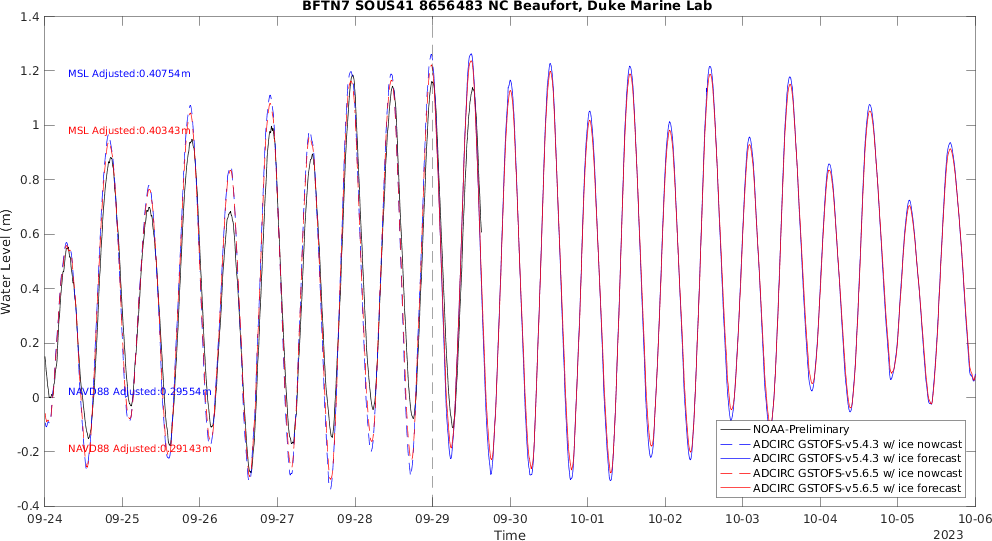 BFTN7 SOUS41 8656483 NC Beaufort, Duke Marine Lab
1.4
1.2
1
0.8
0.6
0.4
0.2
0
-0.2
-0.4
Water Level (m)
MSL Adjusted:0.40754m
MSL Adjusted:0.40343m
NAVD88 Adjusted:0.29554m
NAVD88 Adjusted:0.29143m
NOAA-Preliminary
ADCIRC GSTOFS-v5.4.3 w/ ice nowcast
ADCIRC GSTOFS-v5.4.3 w/ ice forecast
ADCIRC GSTOFS-v5.6.5 w/ ice nowcast
ADCIRC GSTOFS-v5.6.5 w/ ice forecast
09-24 09-25 09-26 09-27 09-28 09-29 09-30 10-01 10-02 10-03 10-04 10-05 10-06
Time
2023